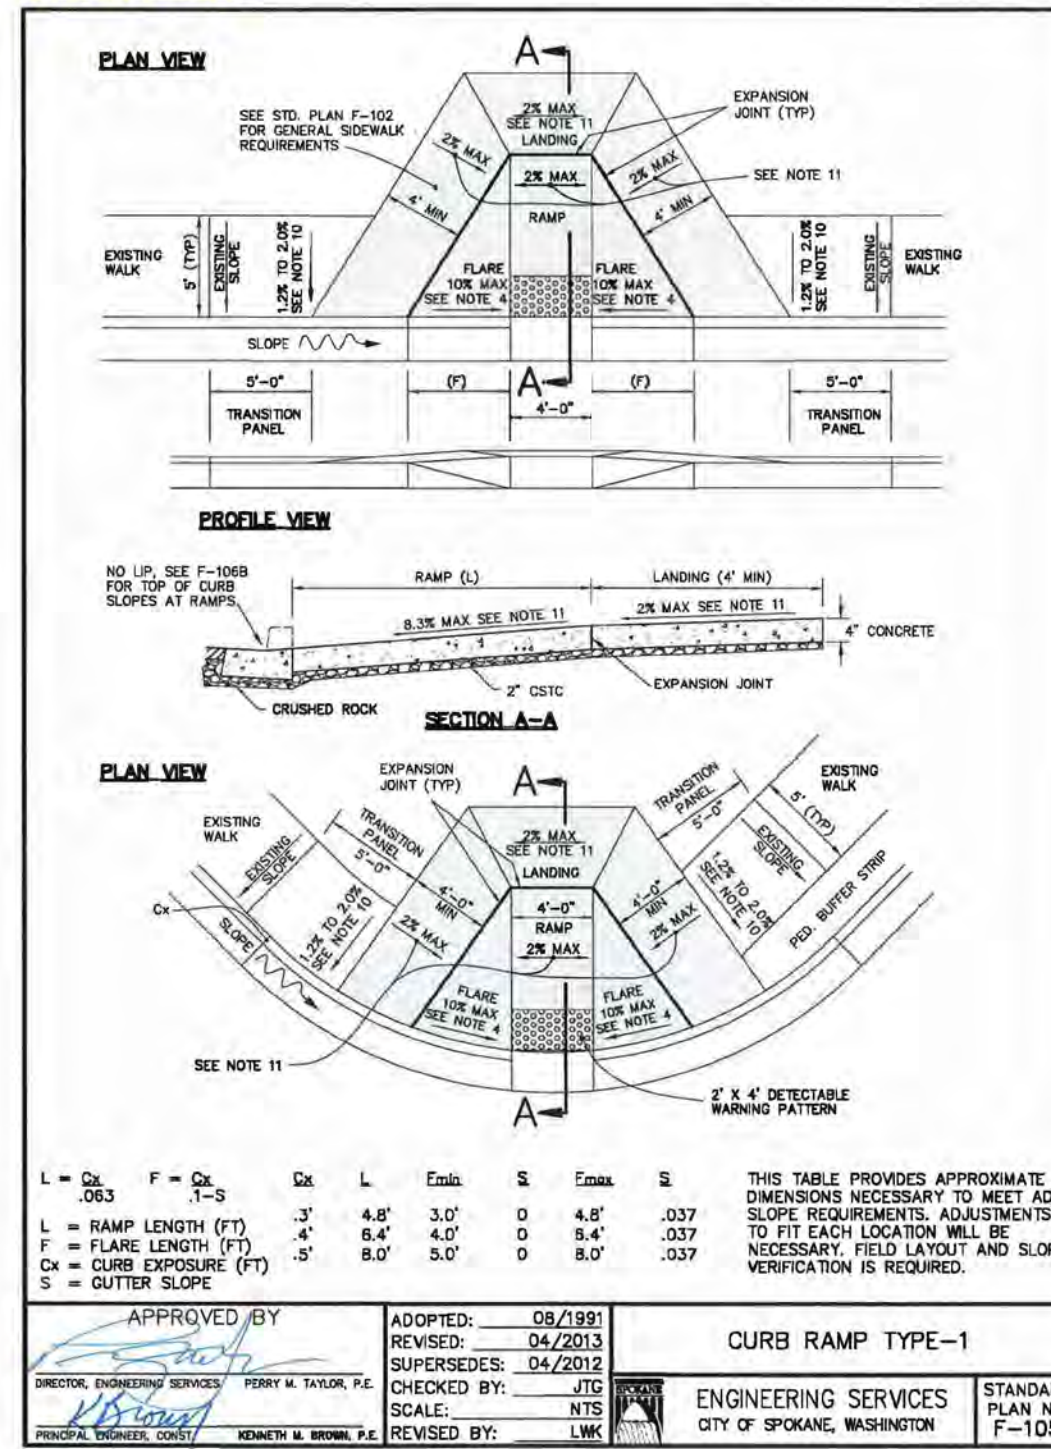 PLAN VIEW
A
SEE STD. PLAN F-102
FOR GENERAL SIDEWALK
REQUIREMENTS
2% MAX
SEE NOTE 11
LANDING
EXPANSION
JOINT (TYP)
2% MAX
2% MAX
2% MAX
SEE NOTE 11
4' MIN
RAMP
4' MIN
EXISTING
WALK
5' (TYP)
EXISTING
SLOPE
1.2% TO 2.0%
SEE NOTE 10
FLARE
10% MAX
SEE NOTE 4
FLARE
10% MAX
SEE NOTE 4
1.2% TO 2.0%
SEE NOTE 10
EXISTING
SLOPE
EXISTING
WALK
SLOPE
5'-0"
(F)
A
(F)
5'-0"
TRANSITION
PANEL
4'-0"
TRANSITION
PANEL
PROFILE VIEW
NO LIP, SEE F-106B
FOR TOP OF CURB
SLOPES AT RAMPS
RAMP (L)
LANDING (4' MIN)
8.3% MAX SEE NOTE 11
2% MAX SEE NOTE 11
4" CONCRETE
2" CSTC
EXPANSION JOINT
CRUSHED ROCK
SECTION A-A
PLAN VIEW
EXPANSION
JOINT (TYP)
A
TRANSITION
PANEL
5'-0"
EXISTING
WALK
5' (TYP)
EXISTING
WALK
TRANSITION
PANEL
5'-0"
2% MAX
SEE NOTE 11
LANDING
EXISTING
SLOPE
EXISTING
SLOPE
Cx
SLOPE
1.2% TO 2.0%
SEE NOTE 10
4'-0"
MIN
2% MAX
4'-0"
RAMP
2% MAX
4'-0"
MIN
2% MAX
1.2% TO 2.0%
SEE NOTE 10
PED. BUFFER STRIP
FLARE
10% MAX
SEE NOTE 4
FLARE
10% MAX
SEE NOTE 4
SEE NOTE 11
A
2' X 4' DETECTABLE
WARNING PATTERN
L = Cx F = Cx
.063 .1-S
L = RAMP LENGTH (FT)
F = FLARE LENGTH (FT)
Cx = CURB EXPOSURE (FT)
S = GUTTER SLOPE
Cx L Fmin S Fmax S
.3' 4.8' 3.0' 0 4.8' .037
.4' 6.4' 4.0' 0 6.4' .037
.5' 8.0' 5.0' 0 8.0' .037
THIS TABLE PROVIDES APPROXIMATE
DIMENSIONS NECESSARY TO MEET AD
SLOPE REQUIREMENTS. ADJUSTMENTS
TO FIT EACH LOCATION WILL BE
NECESSARY. FIELD LAYOUT AND SLOP
VERIFICATION IS REQUIRED.
APPROVED BY
DIRECTOR, ENGINEERING SERVICES PERRY M. TAYLOR, P.E.
K Brown
PRINCIPAL ENGINEER, CONST. KENNETH M. BROWN, P.E.
ADOPTED: 08/1991
REVISED: 04/2013
SUPERSEDES: 04/2012
CHECKED BY: JTG
SCALE: NTS
REVISED BY: LWK
CURB RAMP TYPE-1
SPOKANE
ENGINEERING SERVICES
CITY OF SPOKANE, WASHINGTON
STANDA
PLAN N
F-105